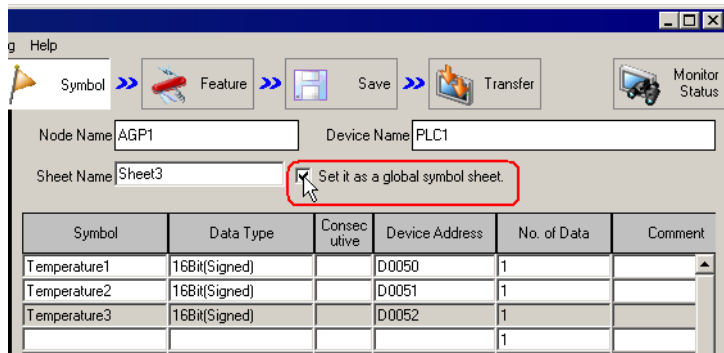 g Help
Symbol Feature Save Transfer Monitor Status
Node Name AGP1 Device Name PLC1
Sheet Name Sheet3 Set it as a global symbol sheet.
Symbol Data Type Consecutive Device Address No. of Data Comment
Temperature1 16Bit(Signed) D0050 1
Temperature2 16Bit(Signed) D0051 1
Temperature3 16Bit(Signed) D0052 1
1